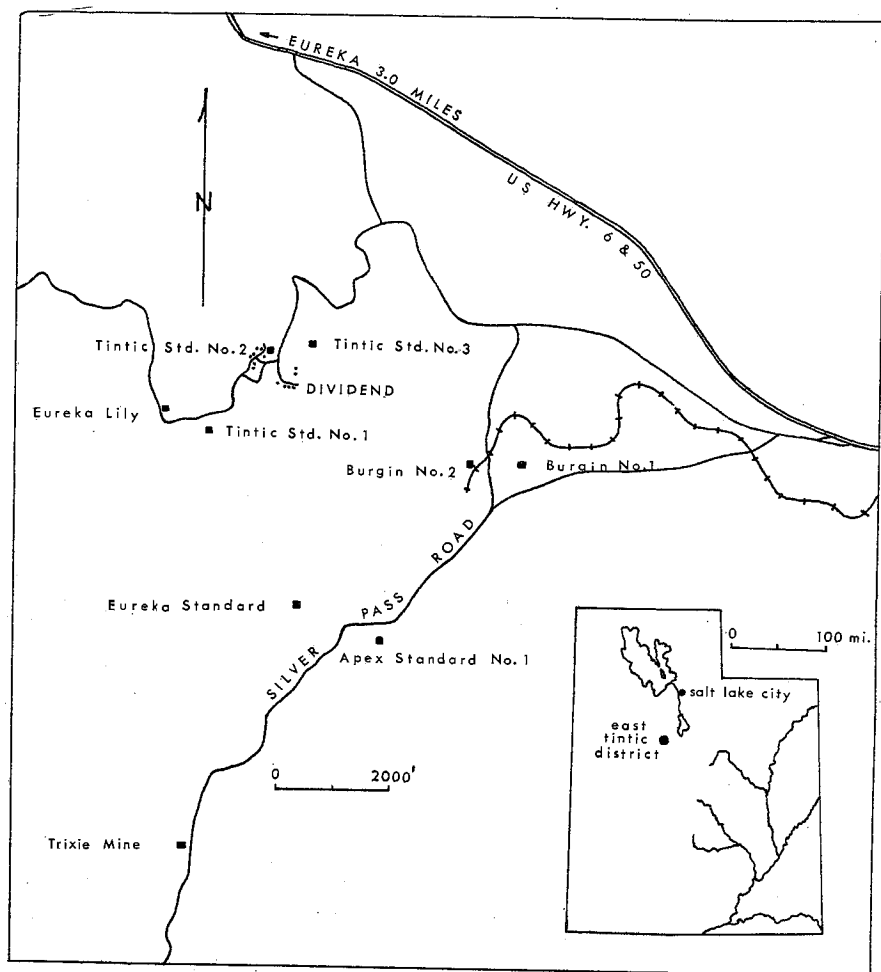 EUREKA 3.0 MILES
US HWY. 6 & 50
N
Tintic Std. No. 2
Tintic Std. No. 3
DIVIDEND
Eureka Lily
Tintic Std. No. 1
Burgin No. 2
Burgin No. 1
SILVER PASS ROAD
Eureka Standard
Apex Standard No. 1
0 2000'
Trixie Mine
0 100 mi.
salt lake city
east
tintic
district